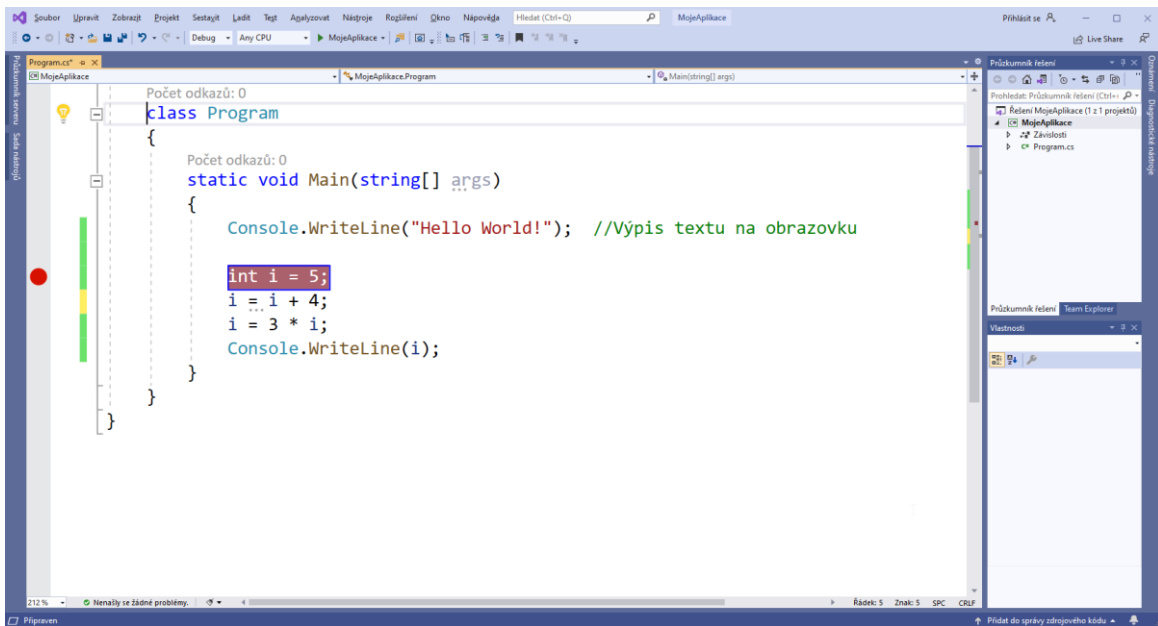 Soubor Upravit Zobrazit Projekt Sestavit Ladit Test Analyzovat Nástroje Rozšíření Okno Nápověda Hledat (Ctrl+Q) MojeAplikace Přihlásit se
Debug Any CPU MojeAplikace Live Share
Program.cs*
MojeAplikace MojeAplikace.Program Main(string[] args)
Průzkumník serveru
Sada nástrojů
Počet odkazů: 0
class Program
{
Počet odkazů: 0
static void Main(string[] args)
{
Console.WriteLine("Hello World!"); //Výpis textu na obrazovku
int i = 5;
i = i + 4;
i = 3 * i;
Console.WriteLine(i);
}
}
}
212 % Nenašly se žádné problémy. Řádek: 5 Znak: 5 SPC CRLF
Průzkumník řešení
Prohledat: Průzkumník řešení (Ctrl+
Řešení MojeAplikace (1 z 1 projektů)
MojeAplikace
Závislosti
C# Program.cs
Průzkumník řešení Team Explorer
Vlastnosti
Oznámení
Diagnostické nástroje
Připraven Přidat do správy zdrojového kódu